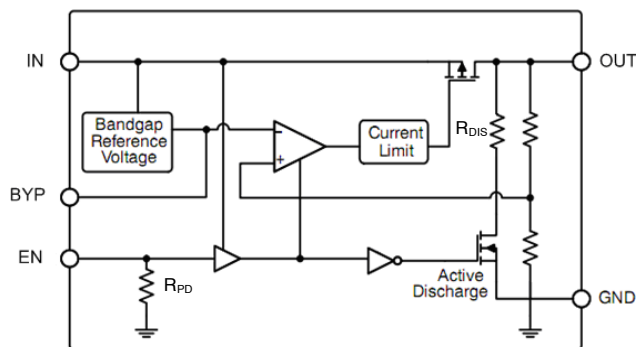 IN
OUT
Bandgap
Reference
Voltage
−
+
Current
Limit
RDIS
BYP
EN
RPD
Active
Discharge
GND